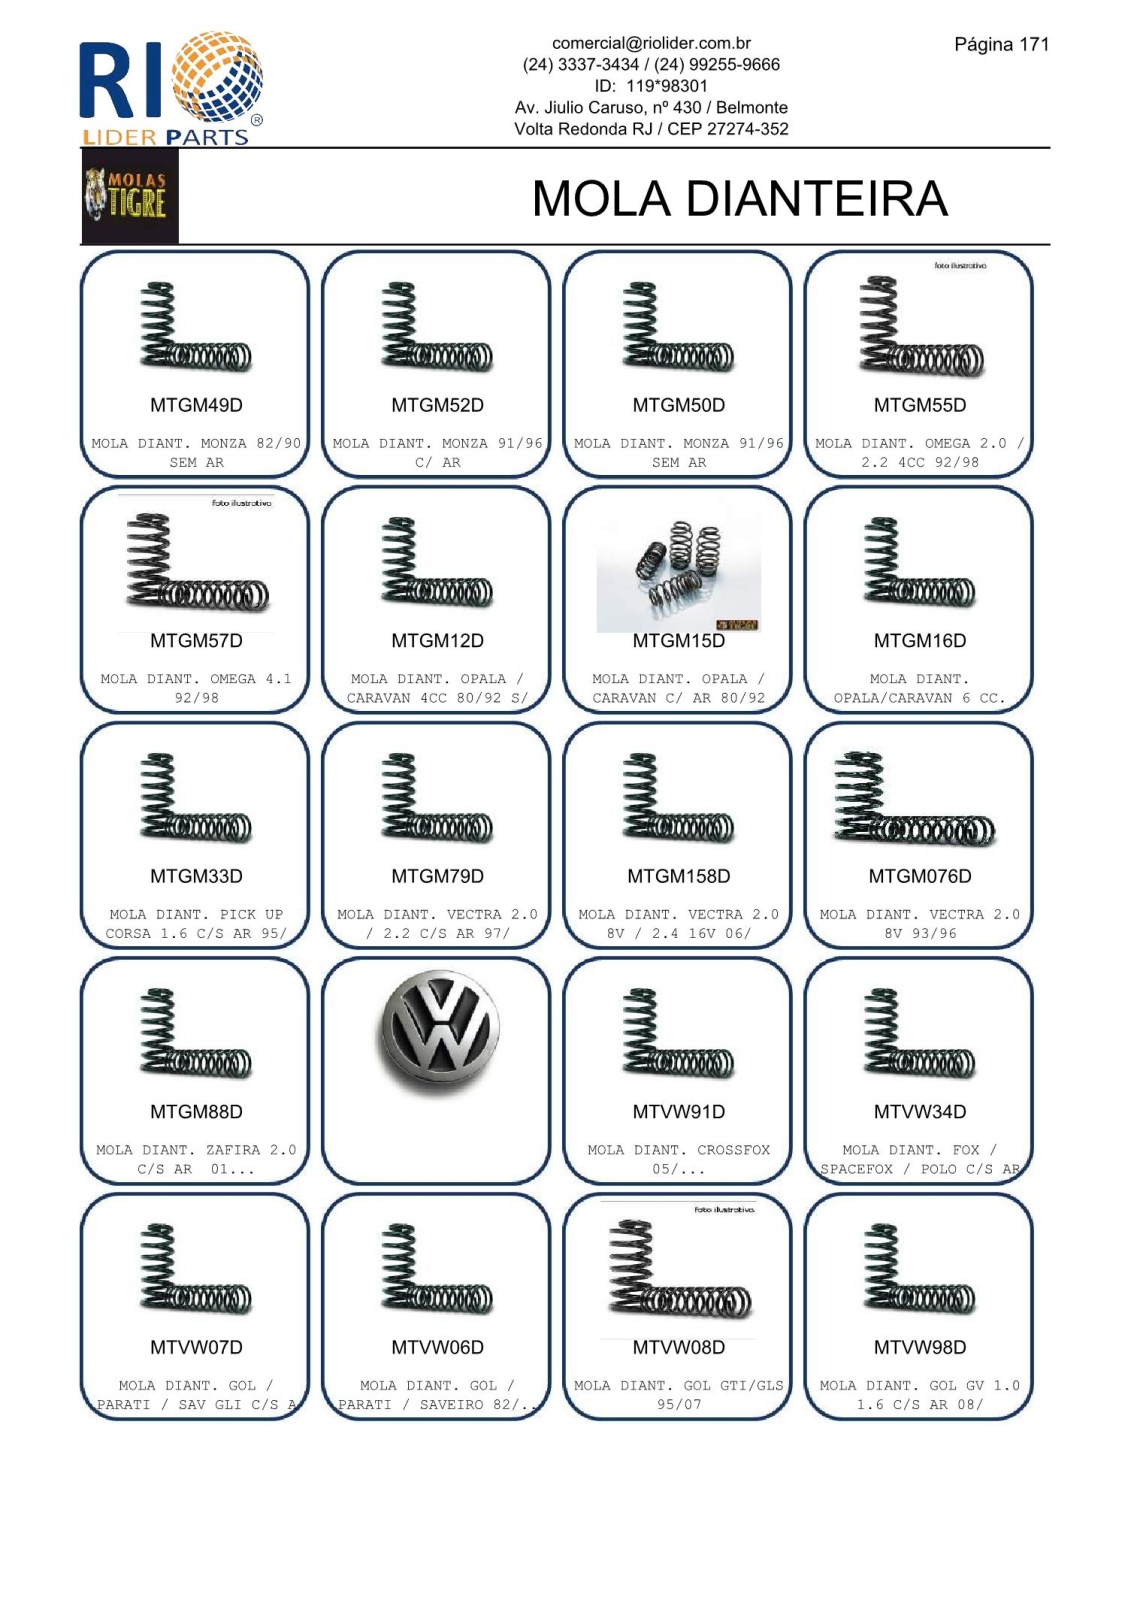 RIO
LIDER PARTS
®
comercial@riolider.com.br
(24) 3337-3434 / (24) 99255-9666
ID:  119*98301
Av. Jiulio Caruso, nº 430 / Belmonte
Volta Redonda RJ / CEP 27274-352
Página 171
MOLAS
TIGRE
MOLA DIANTEIRA
MTGM49D
MOLA DIANT. MONZA 82/90
SEM AR
MTGM52D
MOLA DIANT. MONZA 91/96
C/ AR
MTGM50D
MOLA DIANT. MONZA 91/96
SEM AR
foto ilustrativa
MTGM55D
MOLA DIANT. OMEGA 2.0 /
2.2 4CC 92/98
foto ilustrativa
MTGM57D
MOLA DIANT. OMEGA 4.1
92/98
MTGM12D
MOLA DIANT. OPALA /
CARAVAN 4CC 80/92 S/
MTGM15D
MOLA DIANT. OPALA /
CARAVAN C/ AR 80/92
MTGM16D
MOLA DIANT.
OPALA/CARAVAN 6 CC.
MTGM33D
MOLA DIANT. PICK UP
CORSA 1.6 C/S AR 95/
MTGM79D
MOLA DIANT. VECTRA 2.0
/ 2.2 C/S AR 97/
MTGM158D
MOLA DIANT. VECTRA 2.0
8V / 2.4 16V 06/
MTGM076D
MOLA DIANT. VECTRA 2.0
8V 93/96
MTGM88D
MOLA DIANT. ZAFIRA 2.0
C/S AR  01...
VW
MTVW91D
MOLA DIANT. CROSSFOX
05/...
MTVW34D
MOLA DIANT. FOX /
SPACEFOX / POLO C/S AR
MTVW07D
MOLA DIANT. GOL /
PARATI / SAV GLI C/S A
MTVW06D
MOLA DIANT. GOL /
PARATI / SAVEIRO 82/..
foto ilustrativa
MTVW08D
MOLA DIANT. GOL GTI/GLS
95/07
MTVW98D
MOLA DIANT. GOL GV 1.0
1.6 C/S AR 08/